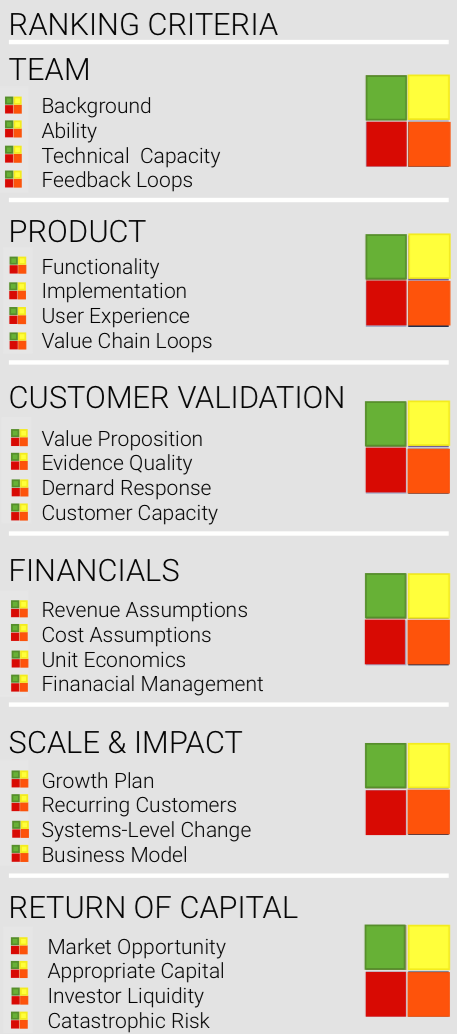 RANKING CRITERIA
TEAM
Background
Ability
Technical Capacity
Feedback Loops
PRODUCT
Functionality
Implementation
User Experience
Value Chain Loops
CUSTOMER VALIDATION
Value Proposition
Evidence Quality
Dernard Response
Customer Capacity
FINANCIALS
Revenue Assumptions
Cost Assumptions
Unit Economics
Finanacial Management
SCALE & IMPACT
Growth Plan
Recurring Customers
Systems-Level Change
Business Model
RETURN OF CAPITAL
Market Opportunity
Appropriate Capital
Investor Liquidity
Catastrophic Risk